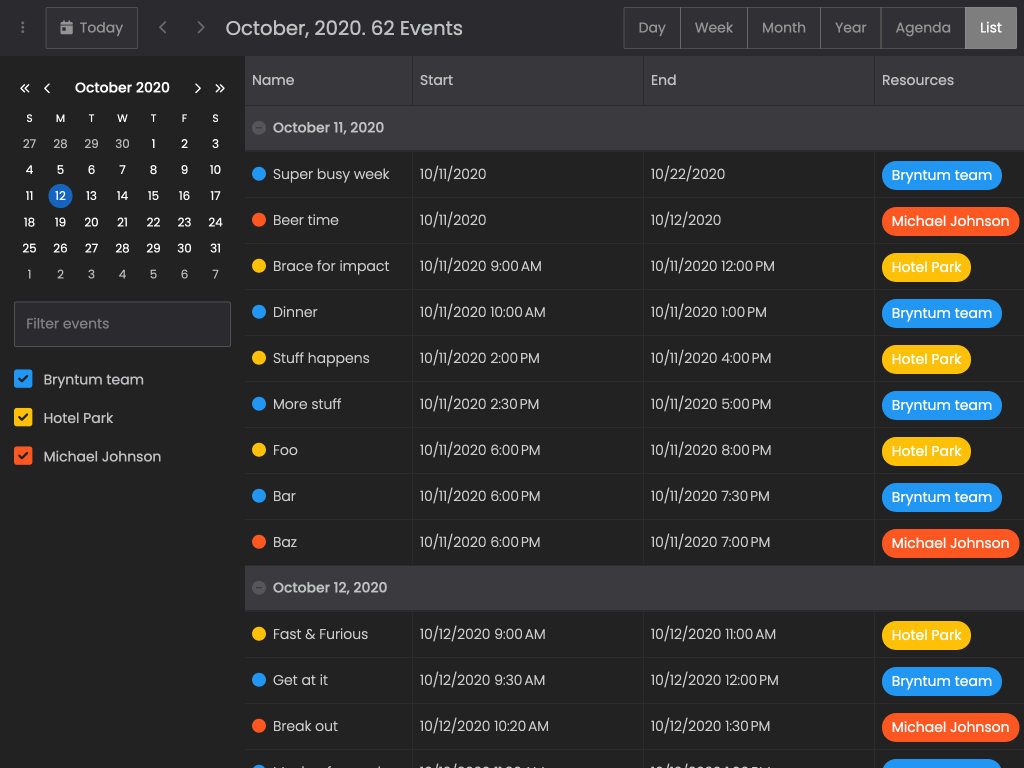 Today October, 2020. 62 Events Day Week Month Year Agenda List
October 2020
S M T W T F S
27 28 29 30 1 2 3
4 5 6 7 8 9 10
11 12 13 14 15 16 17
18 19 20 21 22 23 24
25 26 27 28 29 30 31
1 2 3 4 5 6 7
Filter events
Bryntum team
Hotel Park
Michael Johnson
Name Start End Resources
October 11, 2020
Super busy week 10/11/2020 10/22/2020 Bryntum team
Beer time 10/11/2020 10/12/2020 Michael Johnson
Brace for impact 10/11/2020 9:00 AM 10/11/2020 12:00 PM Hotel Park
Dinner 10/11/2020 10:00 AM 10/11/2020 1:00 PM Bryntum team
Stuff happens 10/11/2020 2:00 PM 10/11/2020 4:00 PM Hotel Park
More stuff 10/11/2020 2:30 PM 10/11/2020 5:00 PM Bryntum team
Foo 10/11/2020 6:00 PM 10/11/2020 8:00 PM Hotel Park
Bar 10/11/2020 6:00 PM 10/11/2020 7:30 PM Bryntum team
Baz 10/11/2020 6:00 PM 10/11/2020 7:00 PM Michael Johnson
October 12, 2020
Fast & Furious 10/12/2020 9:00 AM 10/12/2020 11:00 AM Hotel Park
Get at it 10/12/2020 9:30 AM 10/12/2020 12:00 PM Bryntum team
Break out 10/12/2020 10:20 AM 10/12/2020 1:30 PM Michael Johnson